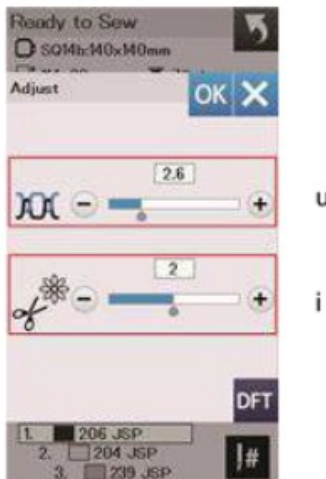 Ready to Sew
SQ14b:140x140mm
Adjust
OK
2.6
2
DFT
1. 206 JSP
2. 204 JSP
3. 239 JSP
#
u
i